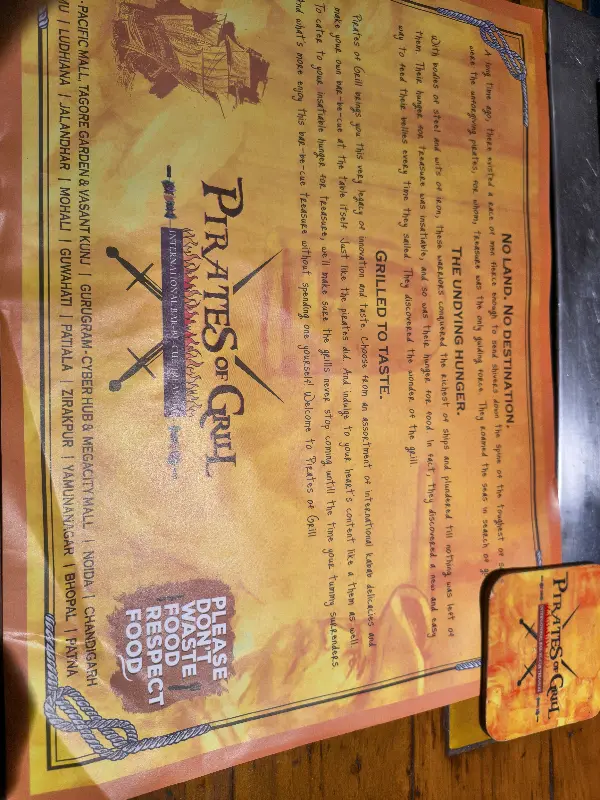 NO LAND. NO DESTINATION.
A long time ago, there existed a race of men fierce enough to send shivers down the spine of the toughest of
were the unforgiving pirates, for whom, treasure was the only guiding force. They roamed the seas in search of
THE UNDYING HUNGER.
With bodies of steel and wits of iron, these warriors conquered the richest of ships and plundered till nothing was left of
them. Their hunger for treasure was insatiable, and so was their hunger for food. In fact, they discovered a new and easy
way to feed their bellies every time they sailed. They discovered the wonder of the grill.
GRILLED TO TASTE.
Pirates of Grill brings you this very legacy of innovation and taste. Choose from an assortment of international kabab delicacies and
make your own bar-be-cue at the table itself. Just like the pirates did. And indulge to your heart's content like a them as well.
To cater to your insatiable hunger for treasure we'll make sure the grills never stop coming untill the time your tummy surrenders.
And what's more enjoy this bar-be-cue treasure without spending one yourself! Welcome to Pirates of Grill
PIRATES OF GRILL
INTERNATIONAL BAR-BE-CUE
PLEASE
DON'T
WASTE
FOOD
RESPECT
FOOD
PACIFIC MALL, TAGORE GARDEN & VASANT KUNJ | GURUGRAM - CYBER HUB & MEGACITY MALL | NOIDA | CHANDIGARH
MU | LUDHIANA | JALANDHAR | MOHALI | GUWAHATI | PATIALA | ZIRAKPUR | YAMUNANAGAR | BHOPAL | PATNA
PIRATES OF GRILL